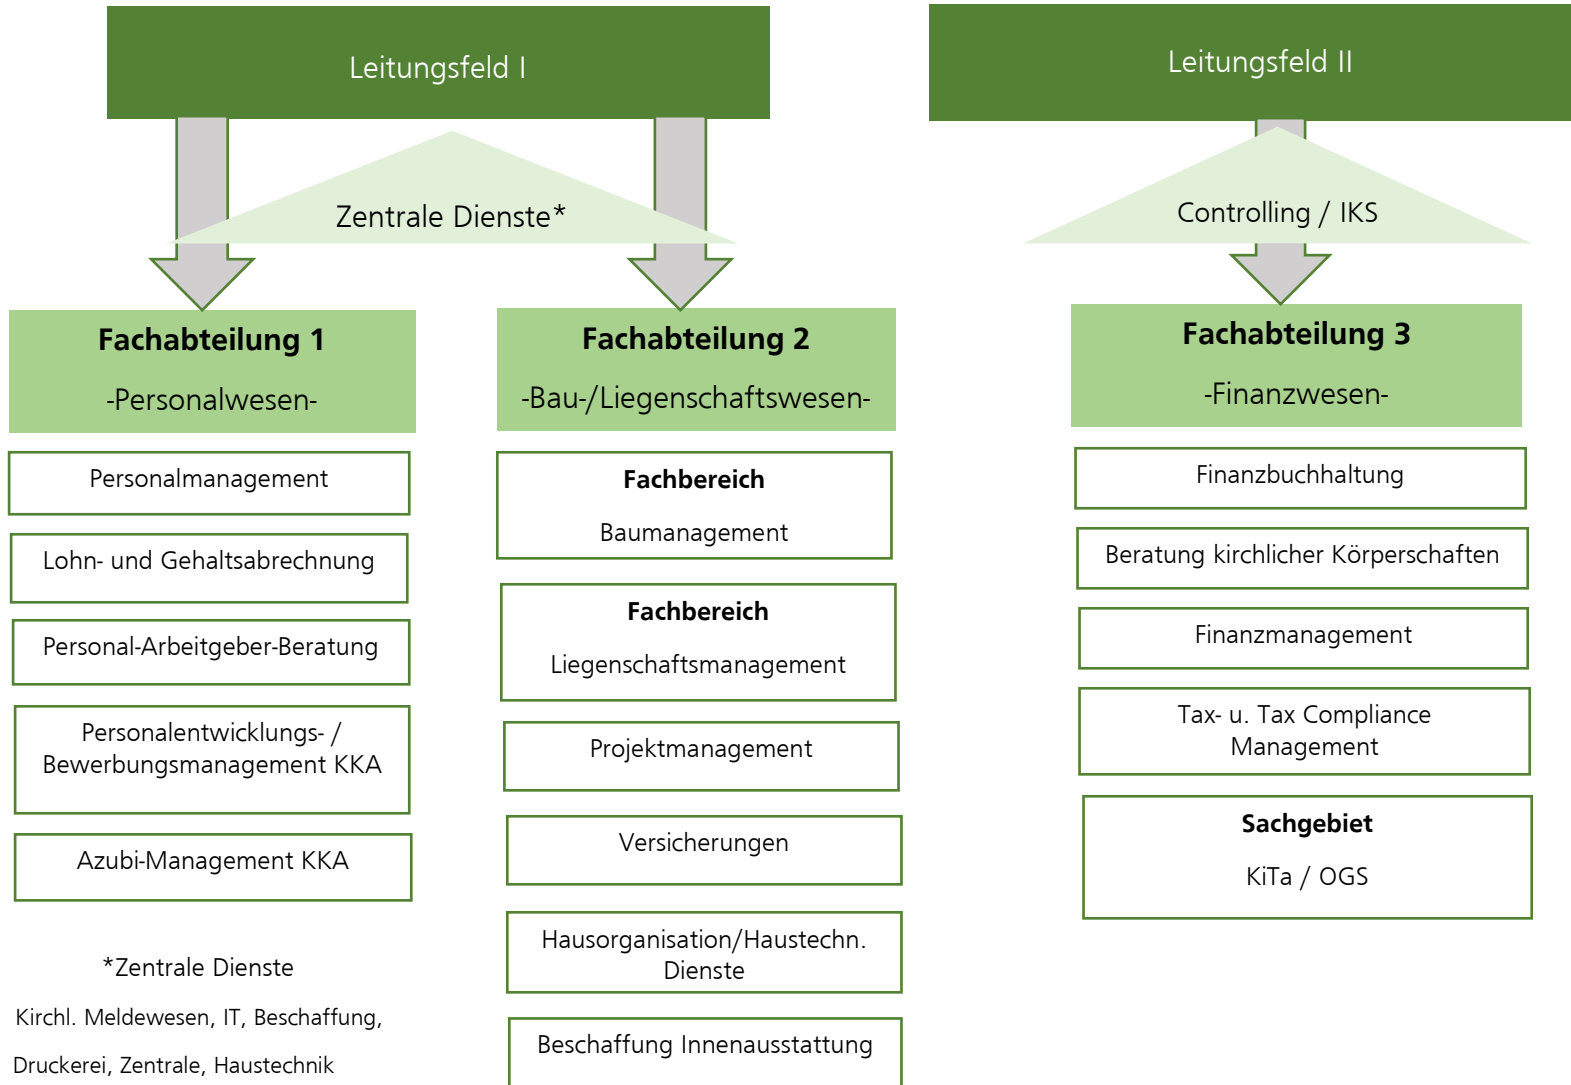 Leitungsfeld I
Leitungsfeld II
Zentrale Dienste*
Controlling / IKS
Fachabteilung 1
-Personalwesen-
Personalmanagement
Lohn- und Gehaltsabrechnung
Personal-Arbeitgeber-Beratung
Personalentwicklungs- /
Bewerbungsmanagement KKA
Azubi-Management KKA
*Zentrale Dienste
Kirchl. Meldewesen, IT, Beschaffung,
Druckerei, Zentrale, Haustechnik
Fachabteilung 2
-Bau-/Liegenschaftswesen-
Fachbereich
Baumanagement
Fachbereich
Liegenschaftsmanagement
Projektmanagement
Versicherungen
Hausorganisation/Haustechn.
Dienste
Beschaffung Innenausstattung
Fachabteilung 3
-Finanzwesen-
Finanzbuchhaltung
Beratung kirchlicher Körperschaften
Finanzmanagement
Tax- u. Tax Compliance
Management
Sachgebiet
KiTa / OGS